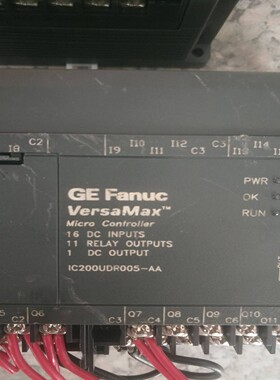 C2 I10 I12 C3 I14
I8 I9 I11 I13 C3 I15
GE Fanuc
VersaMax™
Micro Controller
16 DC INPUTS
11 RELAY OUTPUTS
1 DC OUTPUT
IC200UDR005-AA
PWR
OK
RUN
Q6 Q7 Q8 Q9 Q10
C2 C3 C4 C5 C6 Q11